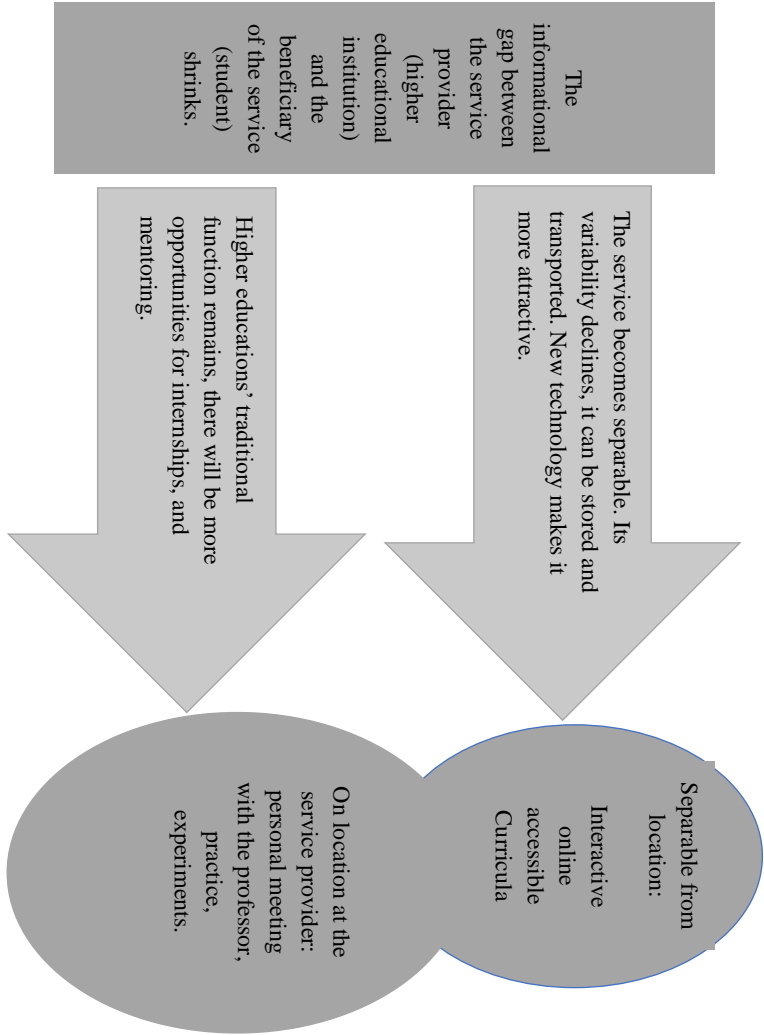 The
informational
gap between
the service
provider
(higher
educational
institution)
and the
beneficiary
of the service
(student)
shrinks.
The service becomes separable. Its
variability declines, it can be stored and
transported. New technology makes it
more attractive.
Separable from
location:
Interactive
online
accessible
Curricula
Higher educations’ traditional
function remains, there will be more
opportunities for internships, and
mentoring.
On location at the
service provider:
personal meeting
with the professor,
practice,
experiments.